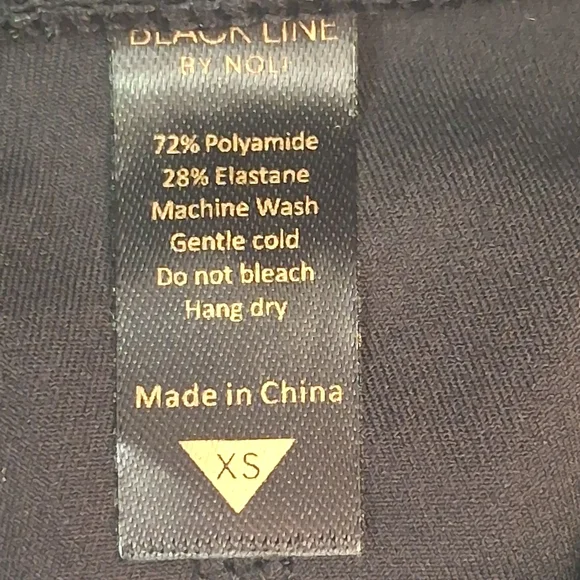 BLACK LINE
BY NOLI
72% Polyamide
28% Elastane
Machine Wash
Gentle cold
Do not bleach
Hang dry
Made in China
XS